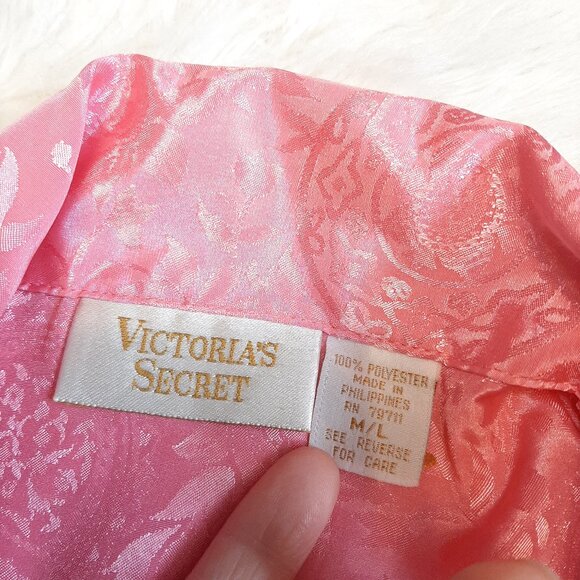 VICTORIA'S
SECRET
100% POLYESTER
MADE IN
PHILIPPINES
RN 79711
M/L
SEE REVERSE
FOR CARE